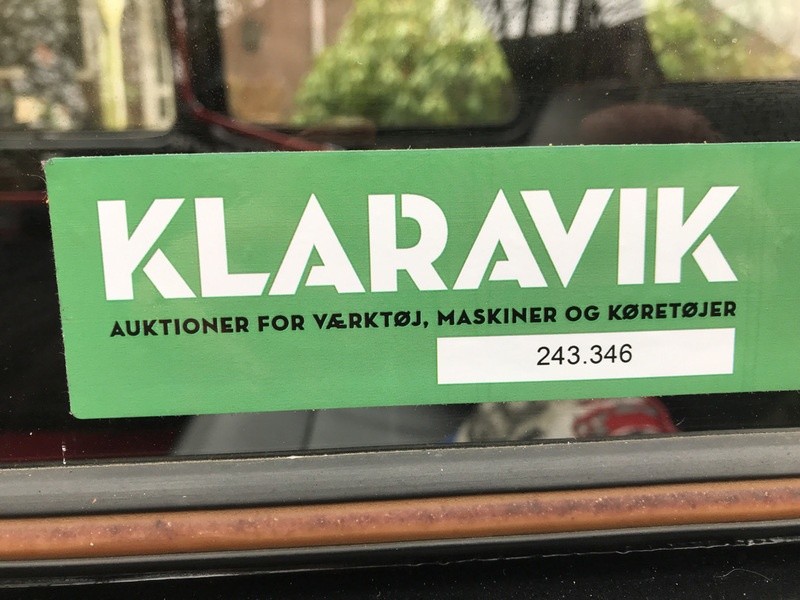 KLARAVIK
AUKTIONER FOR VÆRKTØJ, MASKINER OG KØRETØJER
243.346